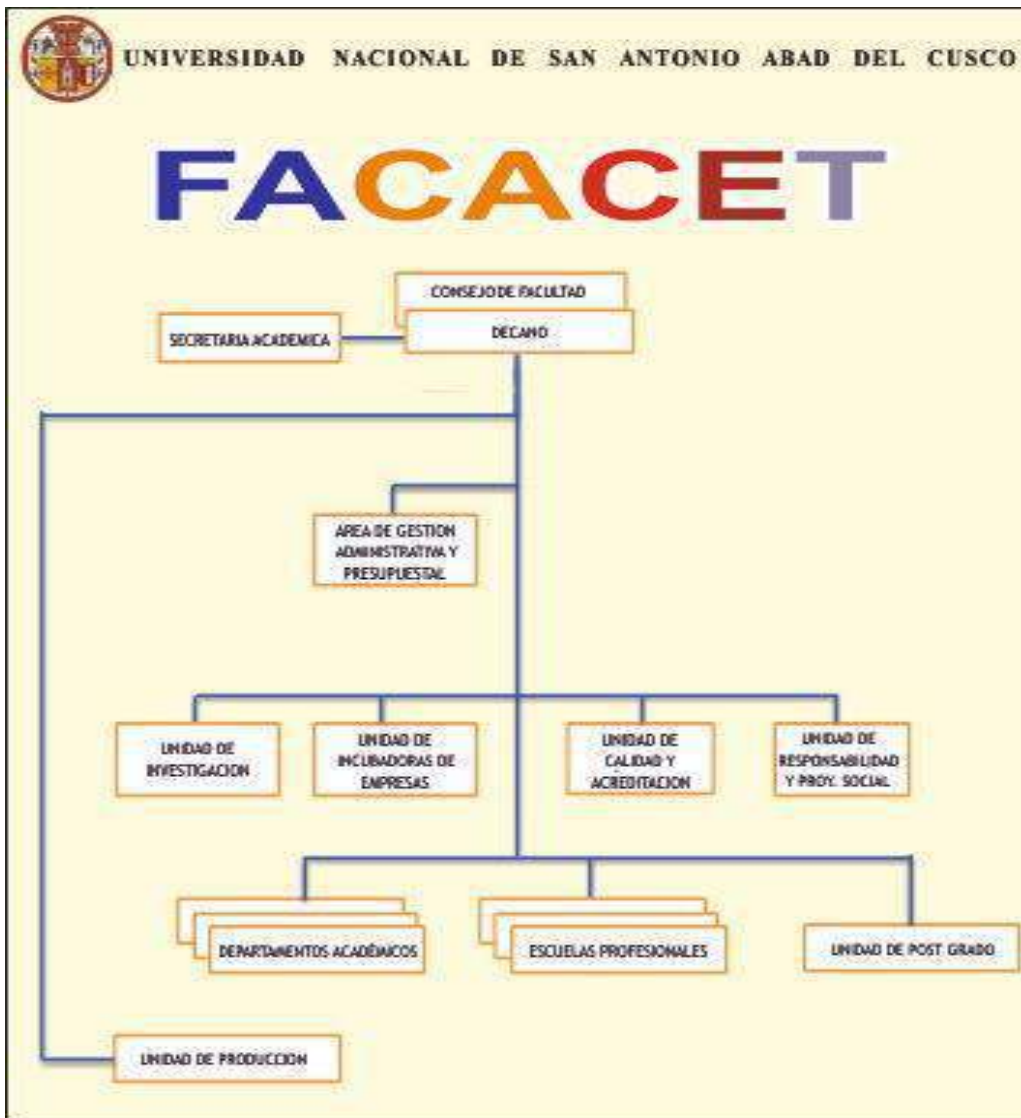 UNIVERSIDAD NACIONAL DE SAN ANTONIO ABAD DEL CUSCO
FACACET
CONSEJO DE FACULTAD
DECANO
SECRETARIA ACADEMICA
AREA DE GESTION
ADMINISTRATIVA Y
PRESUPUESTAL
UNIDAD DE
INVESTIGACION
UNIDAD DE
INCUBADORAS DE
EMPRESAS
UNIDAD DE
CALIDAD Y
ACREDITACION
UNIDAD DE
RESPONSABILIDAD
Y PROY. SOCIAL
DEPARTAMENTOS ACADÉMICOS
ESCUELAS PROFESIONALES
UNIDAD DE POST GRADO
UNIDAD DE PRODUCCION